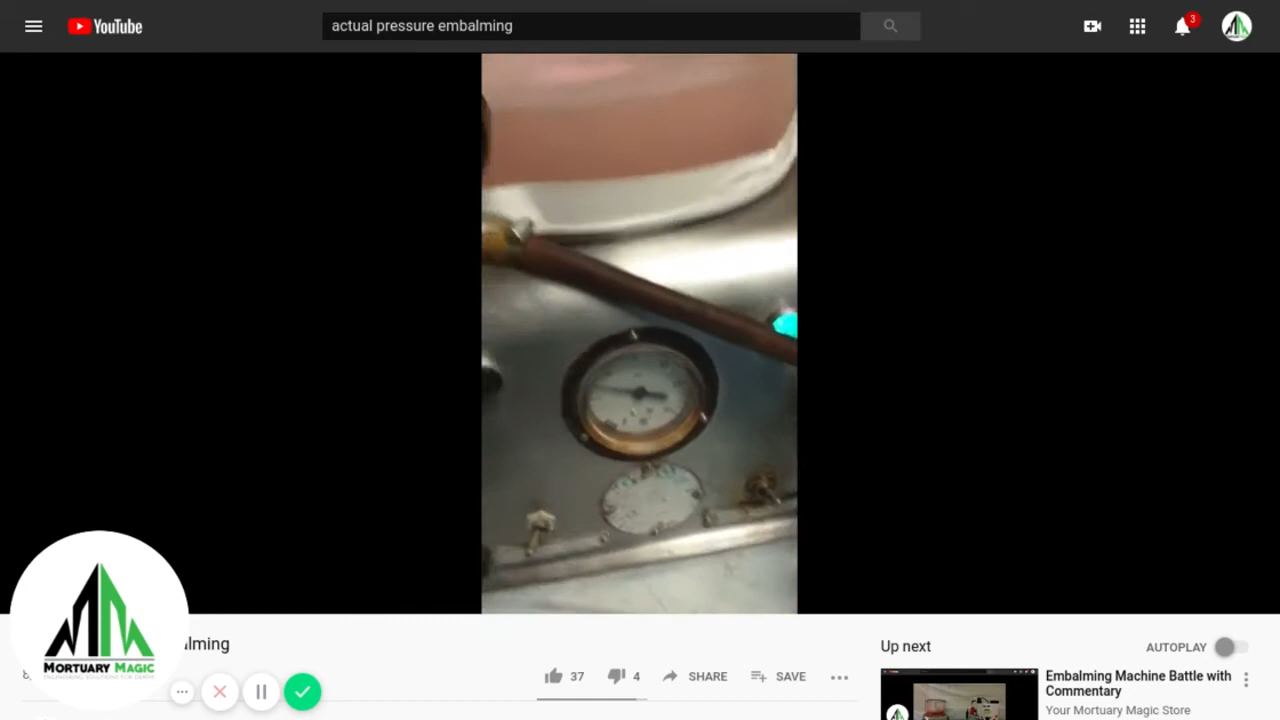 YouTube
actual pressure embalming
3
lming
37
4
SHARE
SAVE
Up next
AUTOPLAY
Embalming Machine Battle with
Commentary
Your Mortuary Magic Store
MORTUARY MAGIC